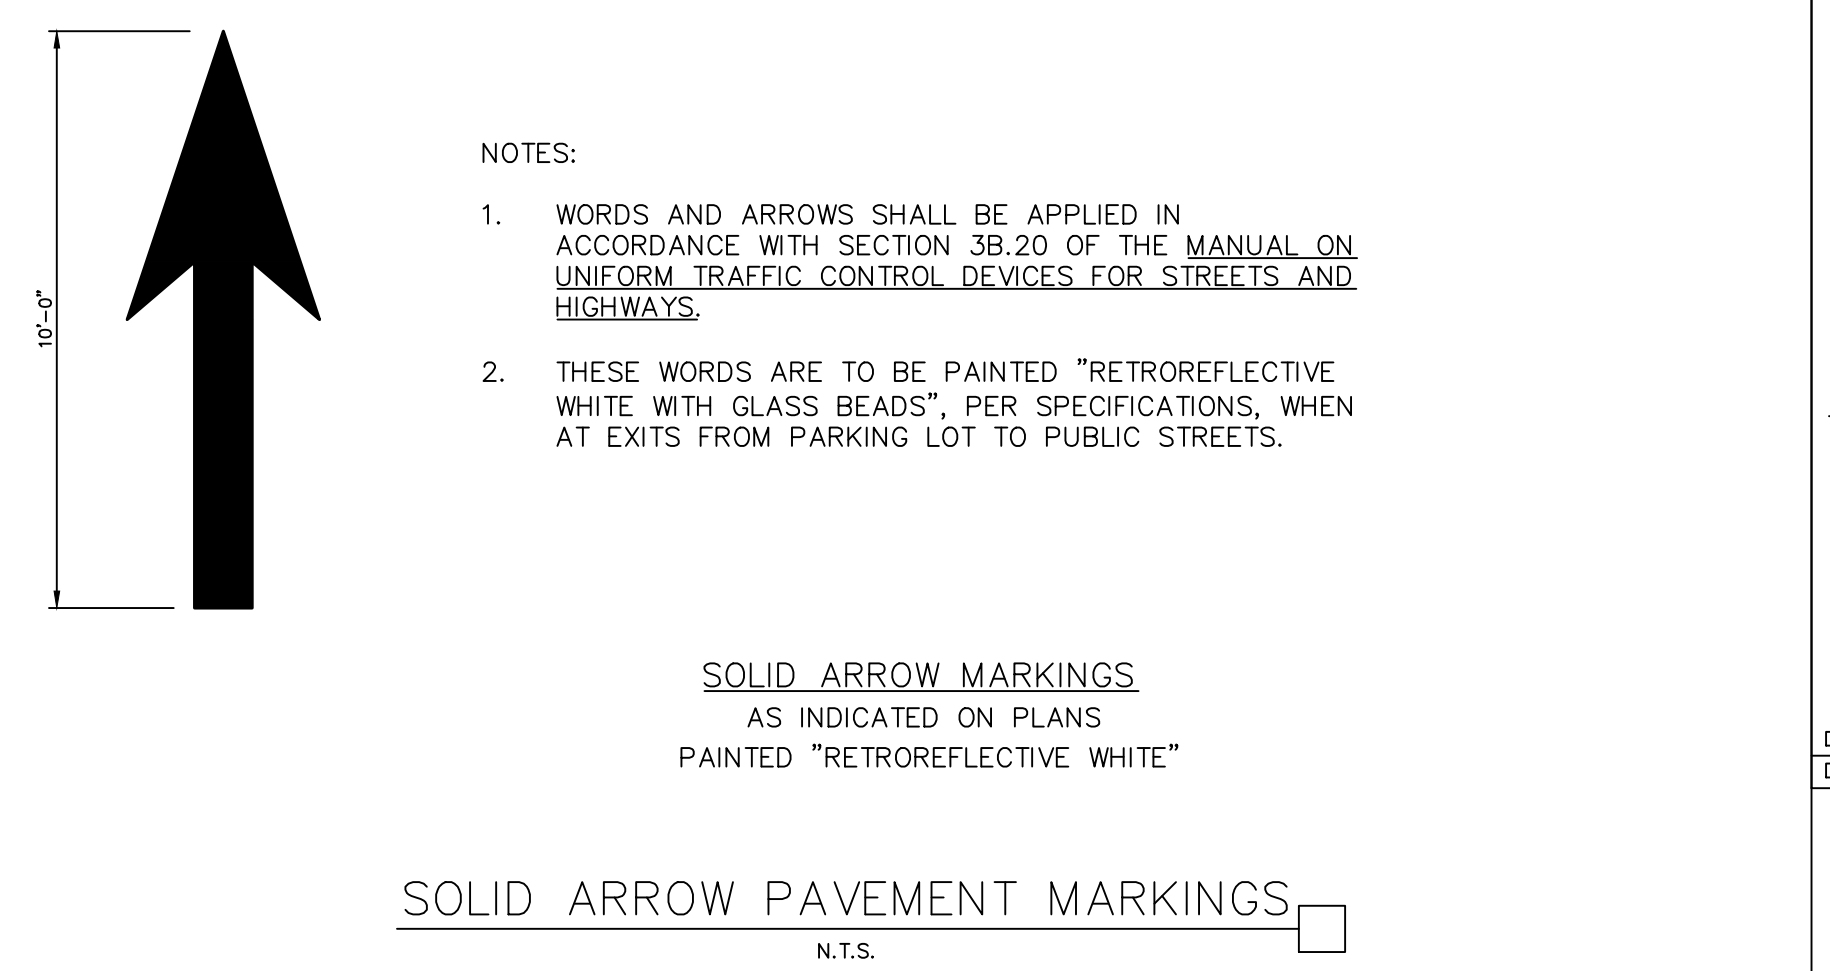 10'-0"
NOTES:
1. WORDS AND ARROWS SHALL BE APPLIED IN
ACCORDANCE WITH SECTION 3B.20 OF THE MANUAL ON
UNIFORM TRAFFIC CONTROL DEVICES FOR STREETS AND
HIGHWAYS.
2. THESE WORDS ARE TO BE PAINTED "RETROREFLECTIVE
WHITE WITH GLASS BEADS", PER SPECIFICATIONS, WHEN
AT EXITS FROM PARKING LOT TO PUBLIC STREETS.
SOLID ARROW MARKINGS
AS INDICATED ON PLANS
PAINTED "RETROREFLECTIVE WHITE"
SOLID ARROW PAVEMENT MARKINGS
N.T.S.